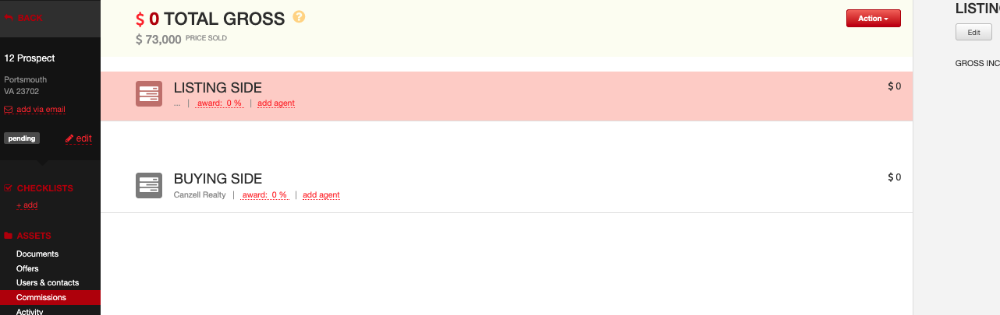 BACK
12 Prospect
Portsmouth
VA 23702
add via email
pending
edit
CHECKLISTS
+ add
ASSETS
Documents
Offers
Users & contacts
Commissions
Activity
$ 0 TOTAL GROSS ?
$ 73,000 PRICE SOLD
Action
LISTING SIDE
$ 0
... | award: 0 % | add agent
BUYING SIDE
$ 0
Canzell Realty | award: 0 % | add agent
LISTIN
Edit
GROSS INC